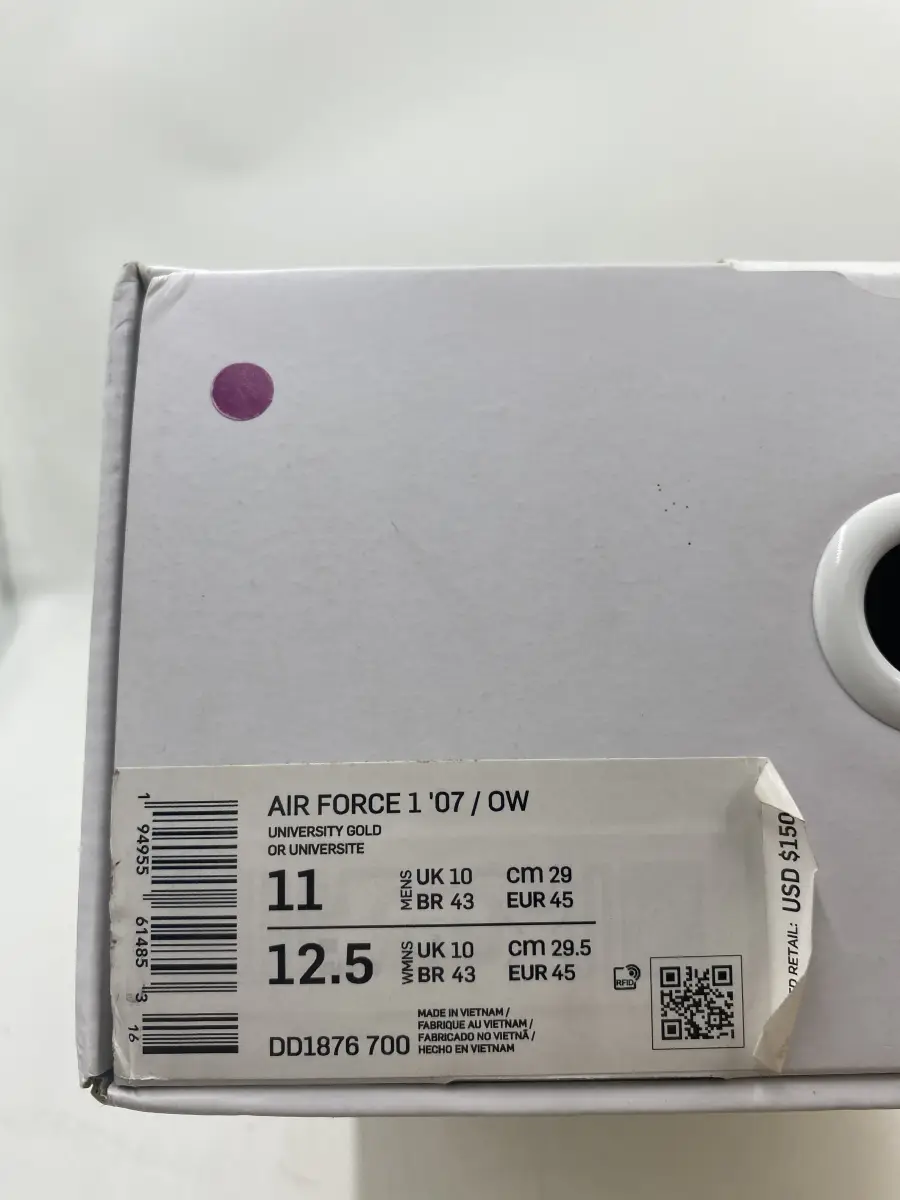 AIR FORCE 1 '07 / OW
UNIVERSITY GOLD
OR UNIVERSITE
11
MENS
UK 10
CM 29
BR 43
EUR 45
12.5
WMNS
UK 10
CM 29.5
BR 43
EUR 45
RFID
DD1876 700
MADE IN VIETNAM /
FABRIQUE AU VIETNAM /
FABRICADO NO VIETNÃ /
HECHO EN VIETNAM
1 94955 61485 3
16
RETAIL: USD $150